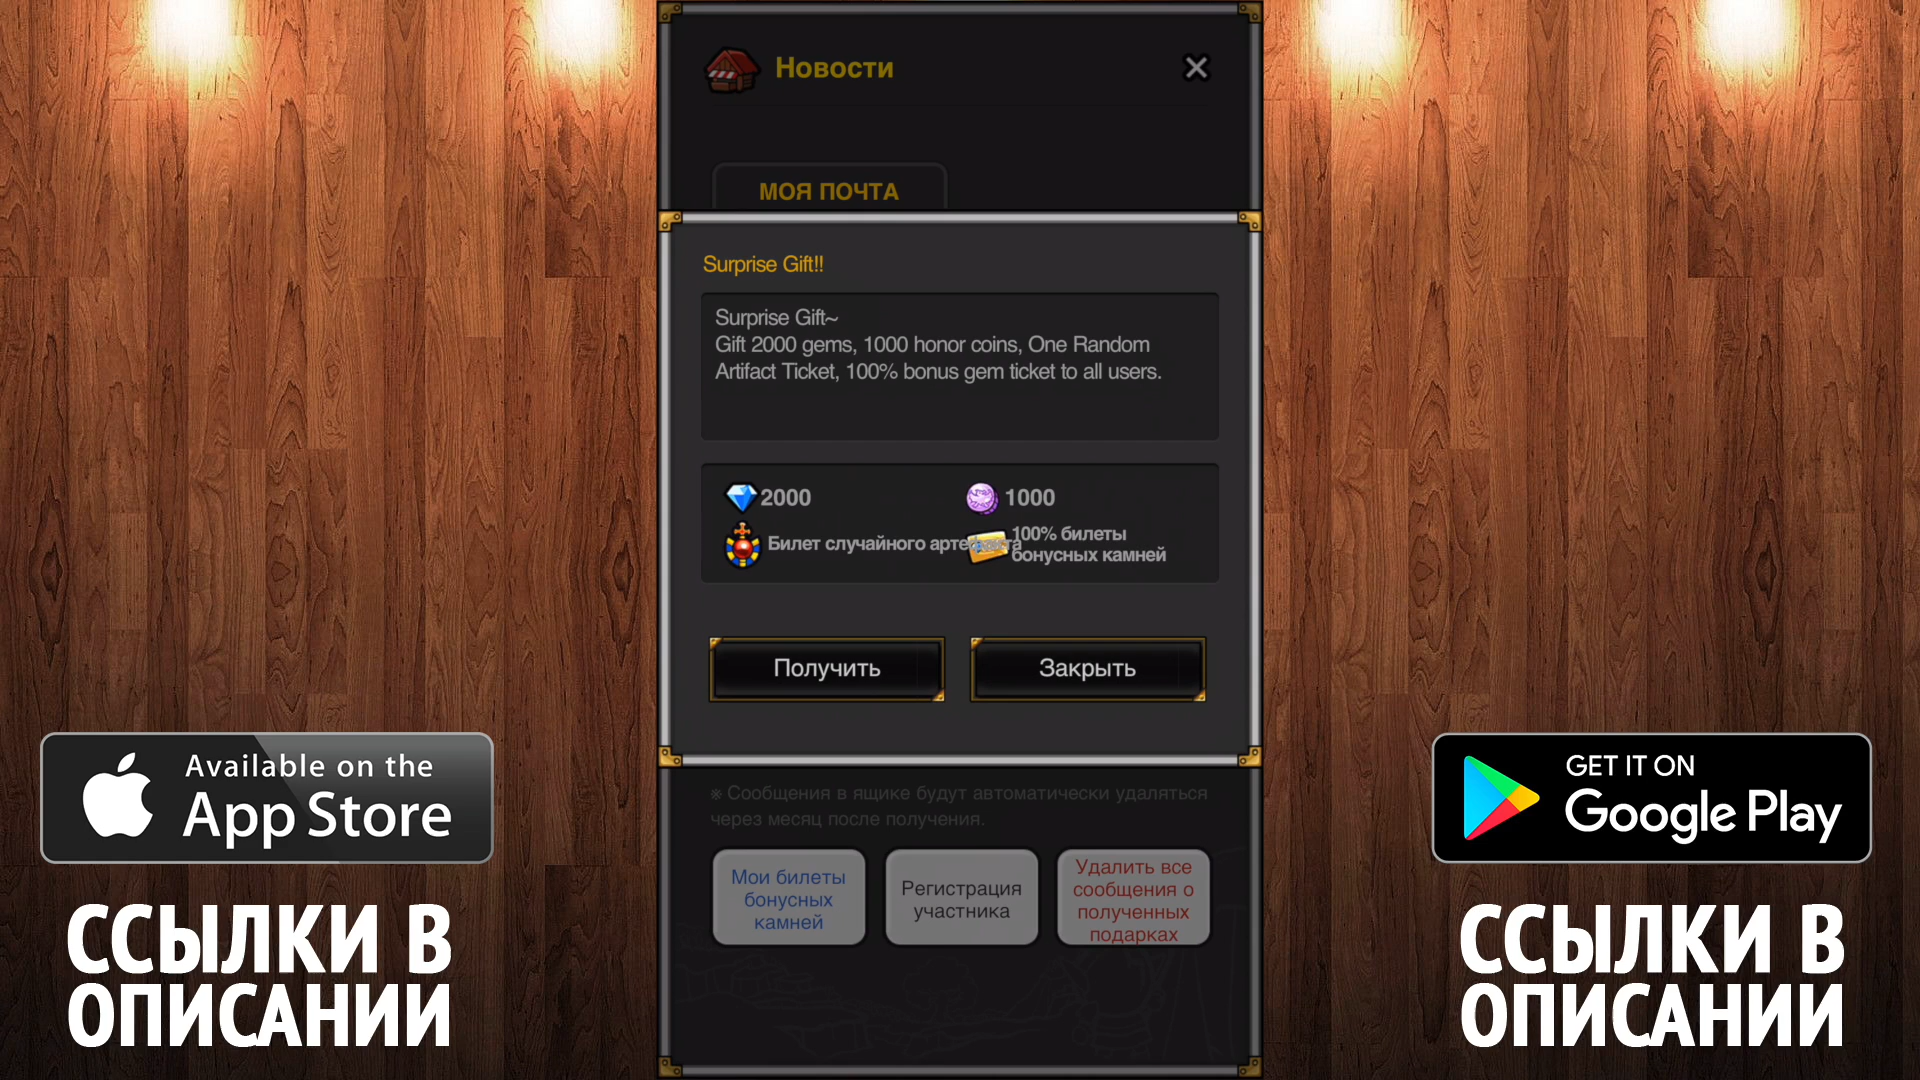 Новости
МОЯ ПОЧТА
Surprise Gift!!
Surprise Gift~
Gift 2000 gems, 1000 honor coins, One Random
Artifact Ticket, 100% bonus gem ticket to all users.
2000
1000
Билет случайного артефакта
100% билеты
бонусных камней
Получить
Закрыть
※ Сообщения в ящике будут автоматически удаляться
через месяц после получения.
Мои билеты
бонусных
камней
Регистрация
участника
Удалить все
сообщения о
полученных
подарках
Available on the
App Store
ССЫЛКИ В
ОПИСАНИИ
GET IT ON
Google Play
ССЫЛКИ В
ОПИСАНИИ